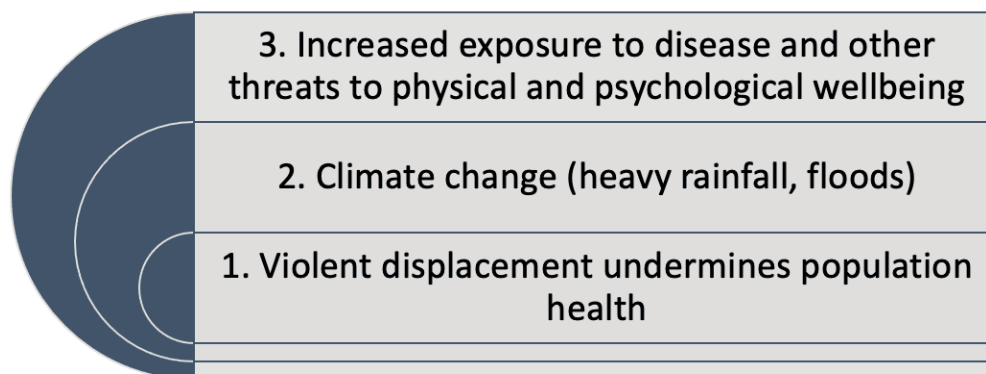 3. Increased exposure to disease and other
threats to physical and psychological wellbeing
2. Climate change (heavy rainfall, floods)
1. Violent displacement undermines population
health